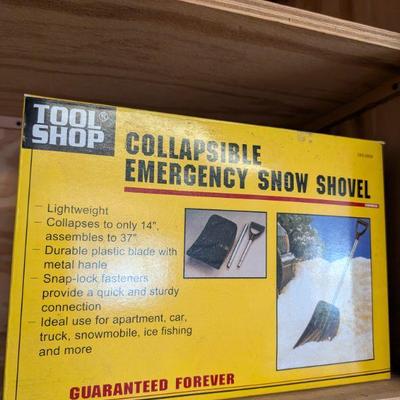 TOOL®
SHOP
COLLAPSIBLE
EMERGENCY SNOW SHOVEL
- Lightweight
- Collapses to only 14",
assembles to 37"
- Durable plastic blade with
metal hanle
- Snap-lock fasteners
provide a quick and sturdy
connection
- Ideal use for apartment, car,
truck, snowmobile, ice fishing
and more
GUARANTEED FOREVER